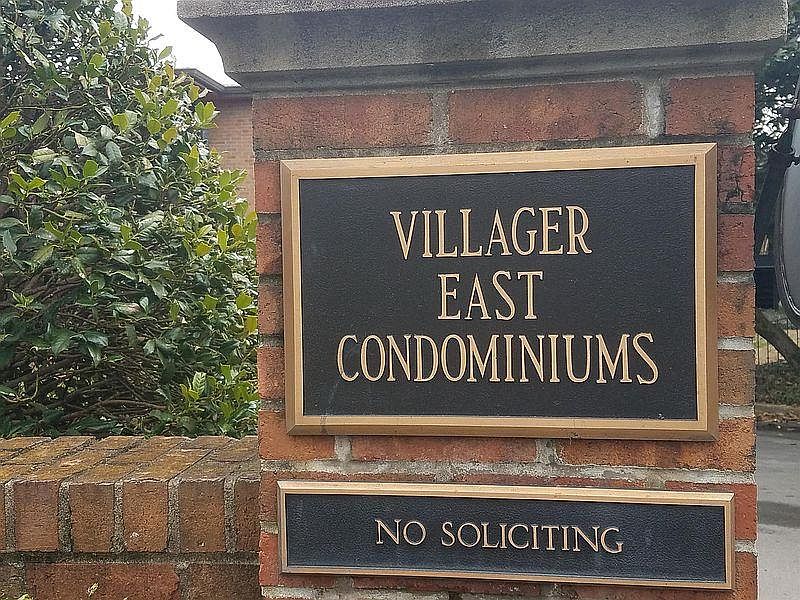 VILLAGER
EAST
CONDOMINIUMS
NO SOLICITING